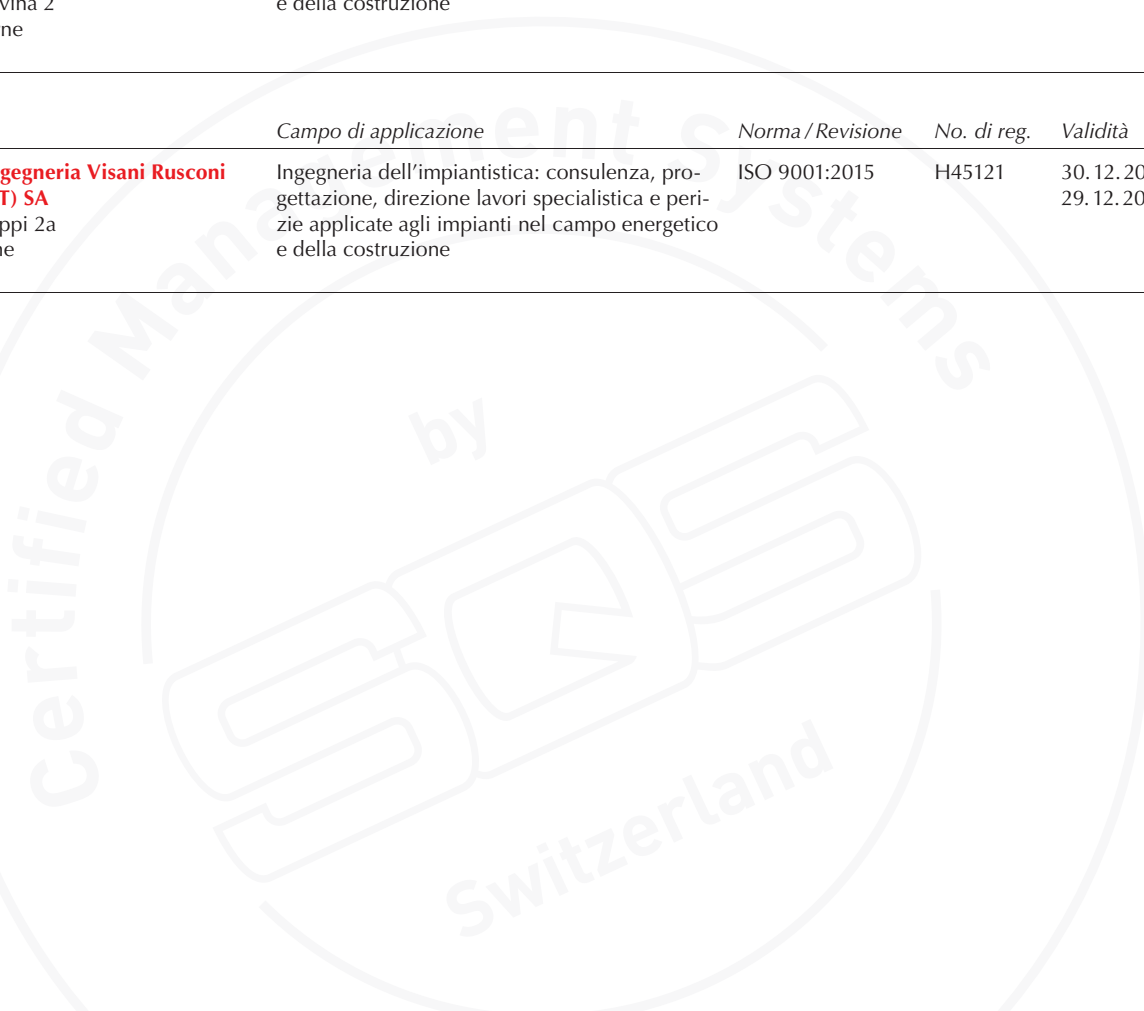 vina 2
e della costruzione
rne
Campo di applicazione Norma / Revisione No. di reg. Validità
gegneria Visani Rusconi Ingegneria dell'impiantistica: consulenza, pro- ISO 9001:2015 H45121 30.12.20
T) SA gettazione, direzione lavori specialistica e peri- 29.12.20
ppi 2a zie applicate agli impianti nel campo energetico
ne e della costruzione
Certified Management Systems
by
SQS
Switzerland